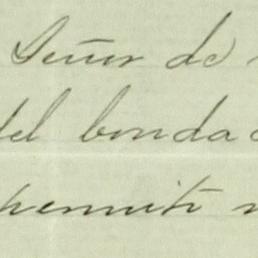 Señor de
del bonda
permiti